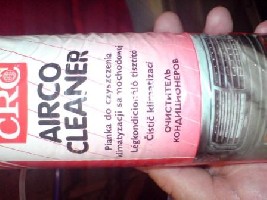 CRC
AIRCO
CLEANER
Pianka do czyszczenia
klimatyzacji samochodowej
Légkondicionáló tisztító
Čistič klimatizací
ОЧИСТИТЕЛЬ
КОНДИЦИОНЕРОВ